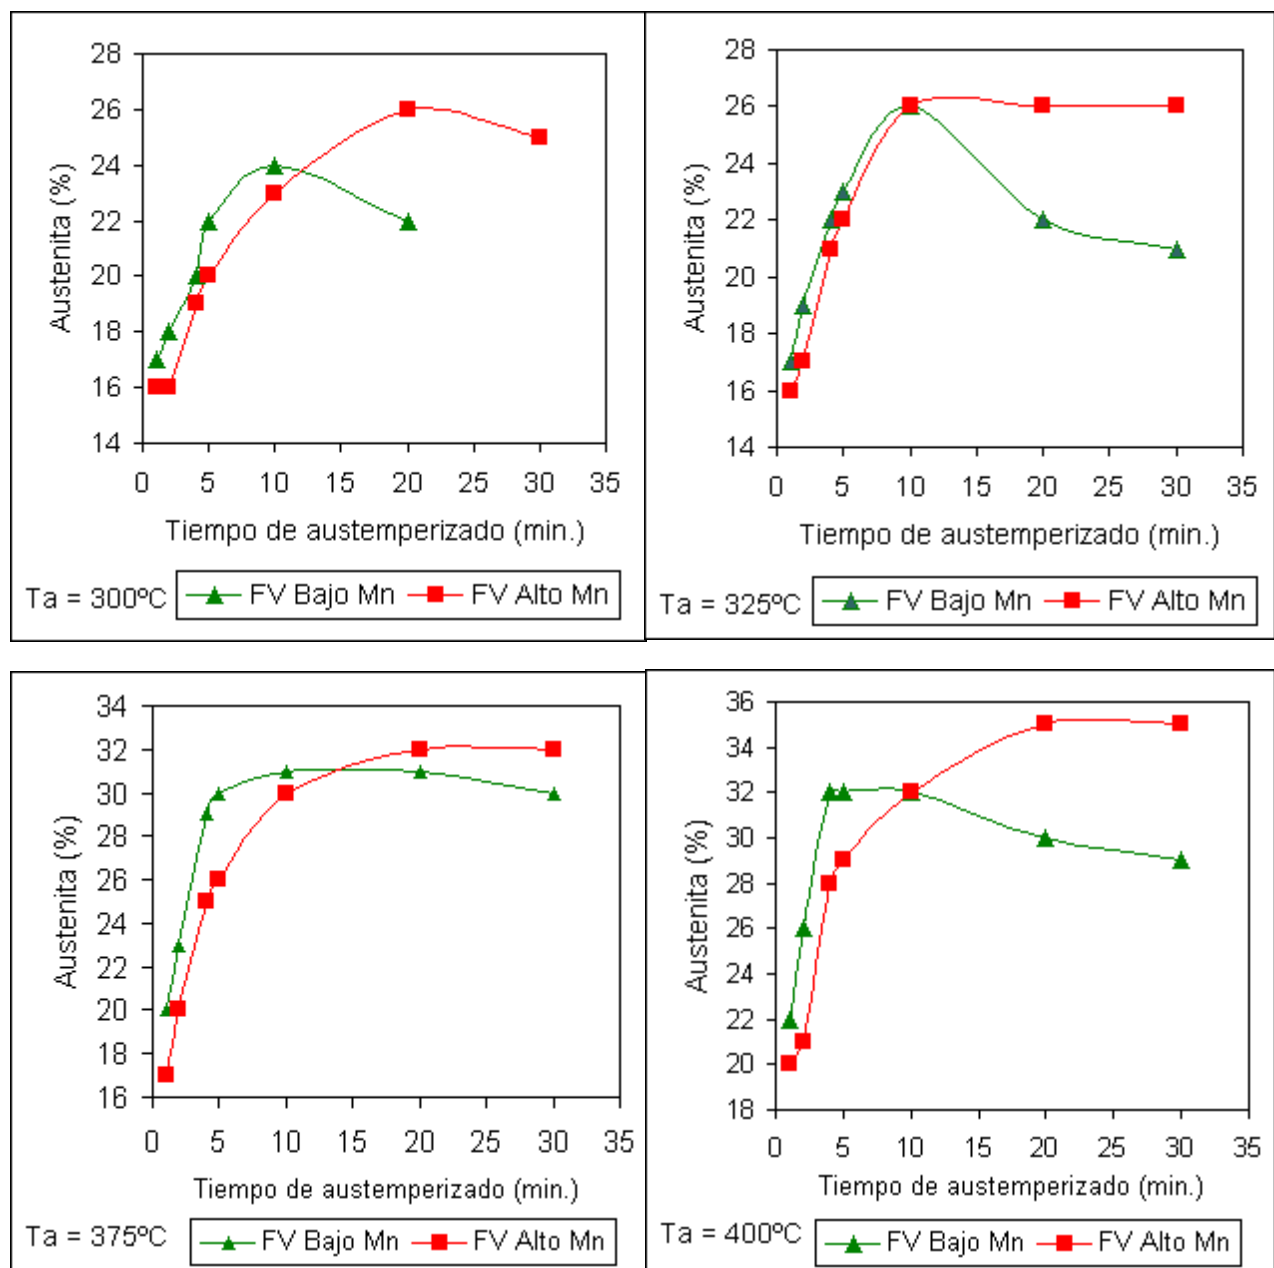 28
26
24
22
20
18
16
14
Austenita (%)
0 5 10 15 20 25 30 35
Tiempo de austemperizado (min.)
Ta = 300ºC FV Bajo Mn FV Alto Mn
28
26
24
22
20
18
16
14
Austenita (%)
0 5 10 15 20 25 30 35
Tiempo de austemperizado (min.)
Ta = 325ºC FV Bajo Mn FV Alto Mn
34
32
30
28
26
24
22
20
18
16
Austenita (%)
0 5 10 15 20 25 30 35
Tiempo de austemperizado (min.)
Ta = 375ºC FV Bajo Mn FV Alto Mn
36
34
32
30
28
26
24
22
20
18
Austenita (%)
0 5 10 15 20 25 30 35
Tiempo de austemperizado (min.)
Ta = 400ºC FV Bajo Mn FV Alto Mn